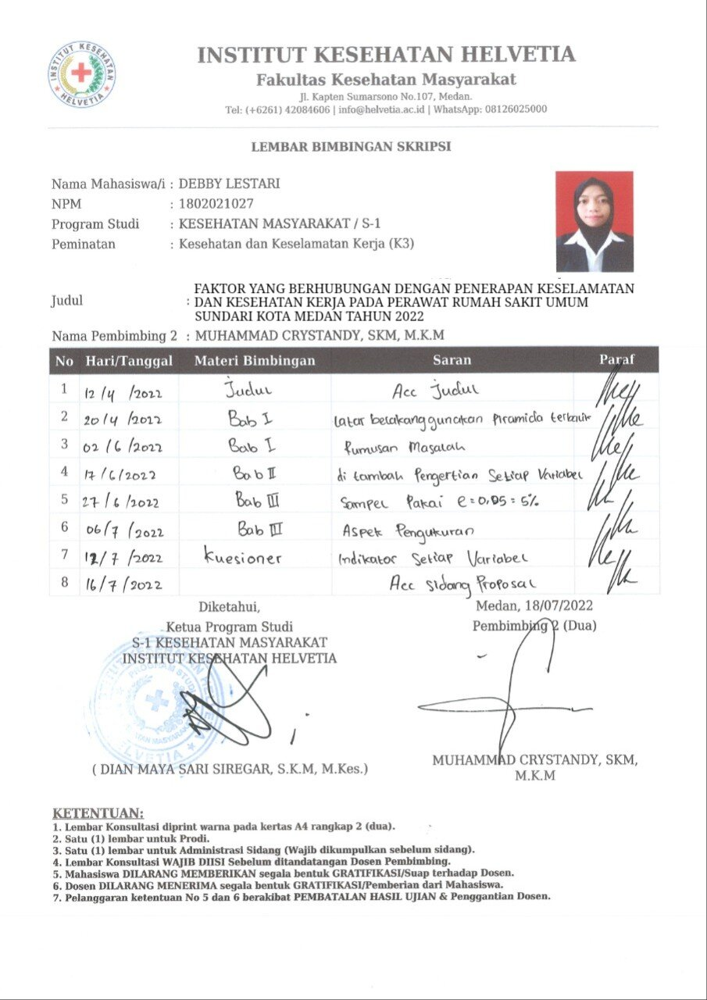 INSTITUT KESEHATAN HELVETIA
INSTITUT KESEHATAN HELVETIA
Fakultas Kesehatan Masyarakat
Jl. Kapten Sumarsono No.107, Medan.
Tel: (+6261) 42084606 | info@helvetia.ac.id | WhatsApp: 08126025000
LEMBAR BIMBINGAN SKRIPSI
Nama Mahasiswa/i : DEBBY LESTARI
NPM : 1802021027
Program Studi : KESEHATAN MASYARAKAT / S-1
Peminatan : Kesehatan dan Keselamatan Kerja (K3)
FAKTOR YANG BERHUBUNGAN DENGAN PENERAPAN KESELAMATAN
Judul : DAN KESEHATAN KERJA PADA PERAWAT RUMAH SAKIT UMUM
SUNDARI KOTA MEDAN TAHUN 2022
Nama Pembimbing 2 : MUHAMMAD CRYSTANDY, SKM, M.K.M
No Hari/Tanggal Materi Bimbingan Saran Paraf
1 12/4 /2022 Judul Acc Judul
2 20/4 /2022 Bab I Latar belakang gunakan Piramida terbalik
3 02/6/2022 Bab I Rumusan Masalah
4 17/6/2022 Bab II di tambah Pengertian Setiap Variabel
5 27/6/2022 Bab III Sampel Pakai e=0,05=5%
6 06/7 /2022 Bab III Aspek Pengukuran
7 12/7 /2022 Kuesioner Indikator Setiap Variabel
8 16/7/2022 Acc Sidang Proposal
Diketahui, Medan, 18/07/2022
Ketua Program Studi Pembimbing 2 (Dua)
S-1 KESEHATAN MASYARAKAT
INSTITUT KESEHATAN HELVETIA
PROGRAM STUDI
HELVETIA
( DIAN MAYA SARI SIREGAR, S.K.M, M.Kes.) MUHAMMAD CRYSTANDY, SKM,
M.K.M
KETENTUAN:
1. Lembar Konsultasi diprint warna pada kertas A4 rangkap 2 (dua).
2. Satu (1) lembar untuk Prodi.
3. Satu (1) lembar untuk Administrasi Sidang (Wajib dikumpulkan sebelum sidang).
4. Lembar Konsultasi WAJIB DIISI Sebelum ditandatangan Dosen Pembimbing.
5. Mahasiswa DILARANG MEMBERIKAN segala bentuk GRATIFIKASI/Suap terhadap Dosen.
6. Dosen DILARANG MENERIMA segala bentuk GRATIFIKASI/Pemberian dari Mahasiswa.
7. Pelanggaran ketentuan No 5 dan 6 berakibat PEMBATALAN HASIL UJIAN & Penggantian Dosen.